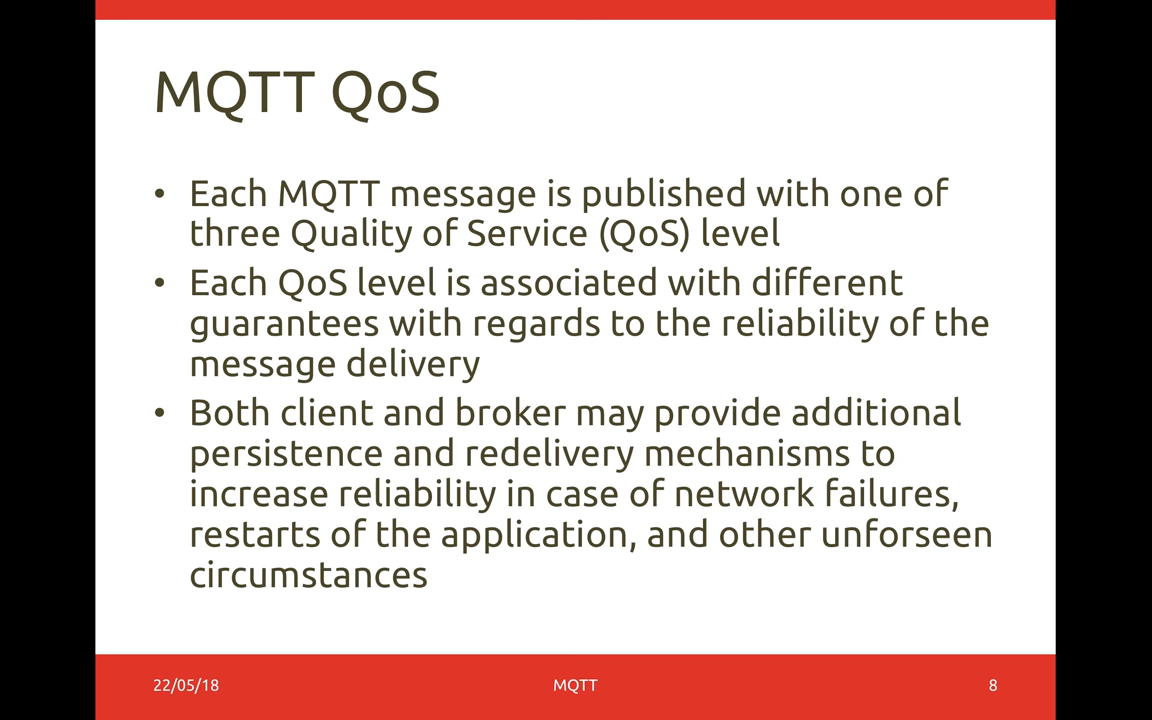 MQTT QoS
• Each MQTT message is published with one of
three Quality of Service (QoS) level
• Each QoS level is associated with different
guarantees with regards to the reliability of the
message delivery
• Both client and broker may provide additional
persistence and redelivery mechanisms to
increase reliability in case of network failures,
restarts of the application, and other unforseen
circumstances
22/05/18 MQTT 8